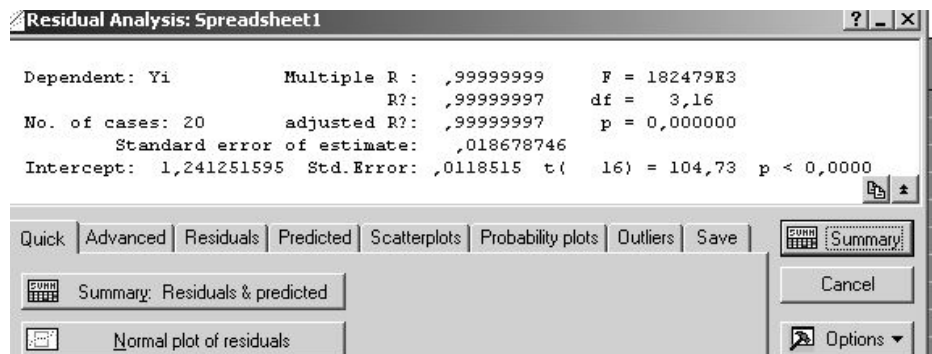 Residual Analysis: Spreadsheet1
Dependent: Yi Multiple R : ,99999999 F = 182479E3
R?: ,99999997 df = 3,16
No. of cases: 20 adjusted R?: ,99999997 p = 0,000000
Standard error of estimate: ,018678746
Intercept: 1,241251595 Std.Error: ,0118515 t( 16) = 104,73 p < 0,0000
Quick Advanced Residuals Predicted Scatterplots Probability plots Outliers Save
Summary
Summary: Residuals & predicted
Cancel
Normal plot of residuals
Options